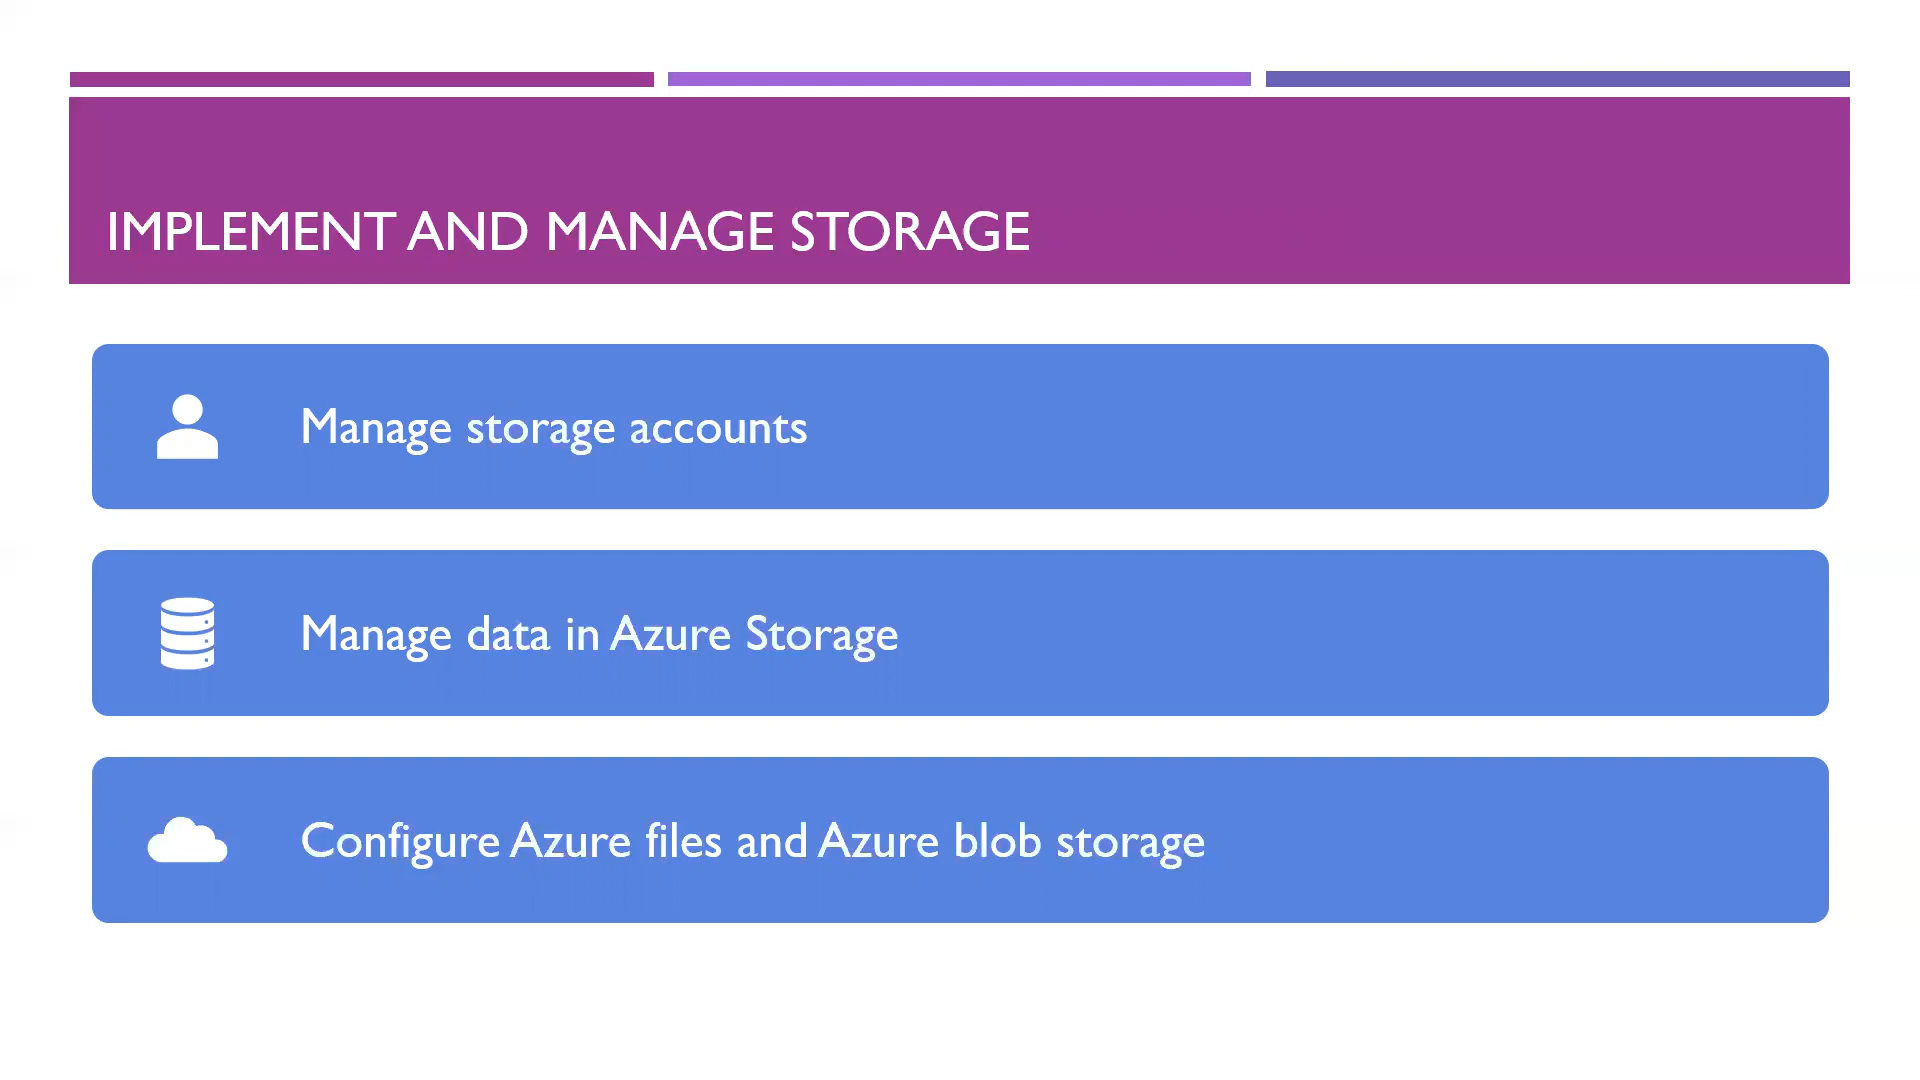 IMPLEMENT AND MANAGE STORAGE
Manage storage accounts
Manage data in Azure Storage
Configure Azure files and Azure blob storage